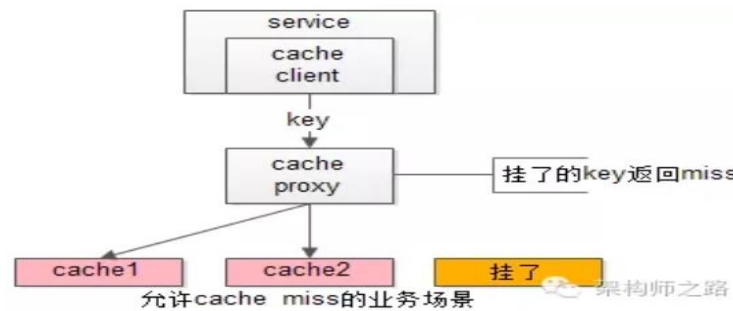 service
cache
client
key
cache
proxy
挂了的key返回miss
cache1
cache2
挂了
允许cache miss的业务场景
架构师之路